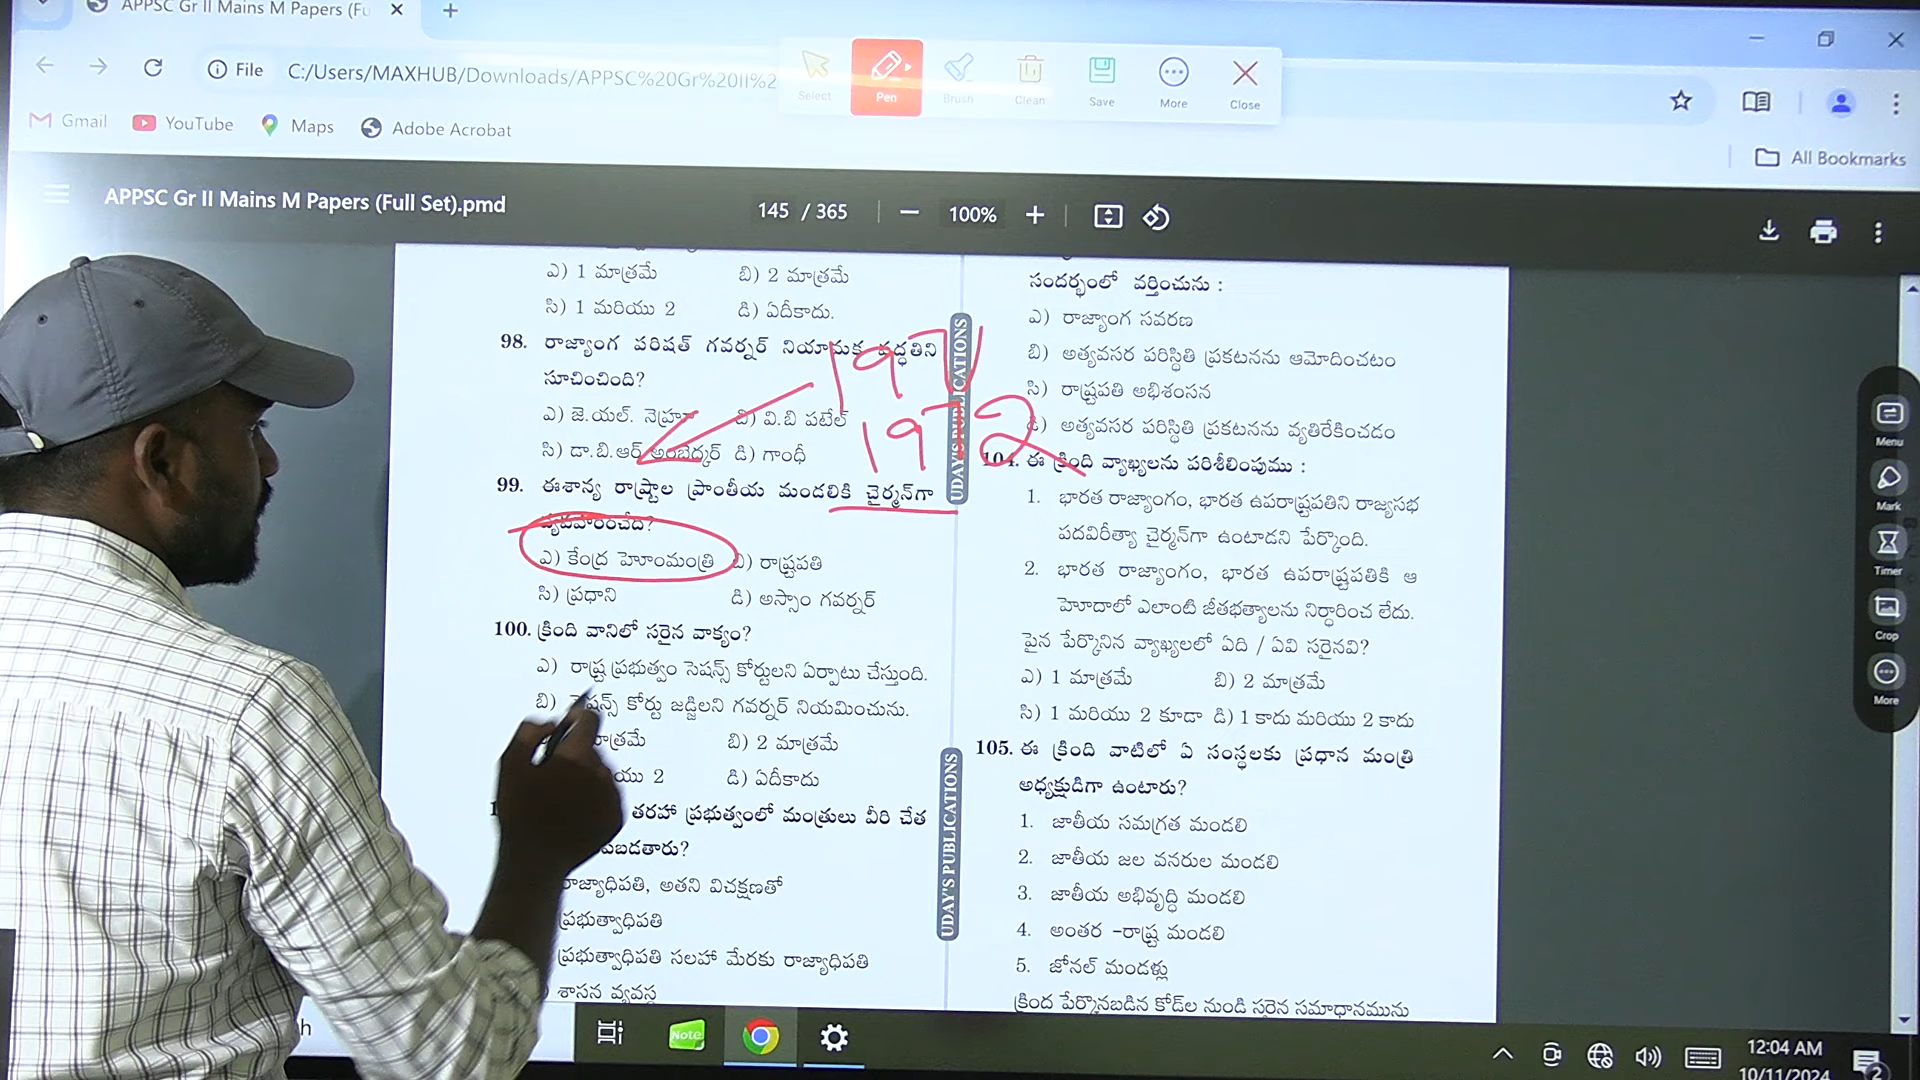 APPSC Gr II Mains M Papers (Fu
File
C:/Users/MAXHUB/Downloads/APPSC%20Gr%20II%2
Select
Pen
Brush
Clean
Save
More
Close
Gmail
YouTube
Maps
Adobe Acrobat
All Bookmarks
APPSC Gr II Mains M Papers (Full Set).pmd
145 / 365
100%
ఎ) 1 మాత్రమే బి) 2 మాత్రమే
సి) 1 మరియు 2 డి) ఏదీకాదు.
98. రాజ్యాంగ పరిషత్ గవర్నర్ నియామక పద్ధతిని
సూచించింది?
ఎ) జె.యల్. నెహ్రూ బి) వి.బి పటేల్
సి) డా.బి.ఆర్ అంబేద్కర్ డి) గాంధీ
1971
1972
99. ఈశాన్య రాష్ట్రాల ప్రాంతీయ మండలికి చైర్మన్‌గా
వ్యవహరించేది?
ఎ) కేంద్ర హెూంమంత్రి బి) రాష్ట్రపతి
సి) ప్రధాని డి) అస్సాం గవర్నర్
100. క్రింది వానిలో సరైన వాక్యం?
ఎ) రాష్ట్ర ప్రభుత్వం సెషన్స్ కోర్టులని ఏర్పాటు చేస్తుంది.
బి) కోర్టు జడ్జిలని గవర్నర్ నియమించును.
బి) 2 మాత్రమే
2 డి) ఏదీకాదు
తరహా ప్రభుత్వంలో మంత్రులు వీరి చేత
రాజ్యాధిపతి, అతని విచక్షణతో
ప్రభుత్వాధిపతి
ప్రభుత్వాధిపతి సలహా మేరకు రాజ్యాధిపతి
శాసన వ్యవస్థ
UDAY'S PUBLICATIONS
UDAY'S PUBLICATIONS
సందర్భంలో వర్తించును :
ఎ) రాజ్యాంగ సవరణ
బి) అత్యవసర పరిస్థితి ప్రకటనను ఆమోదించటం
సి) రాష్ట్రపతి అభిశంసన
డి) అత్యవసర పరిస్థితి ప్రకటనను వ్యతిరేకించడం
104. ఈ క్రింది వ్యాఖ్యలను పరిశీలింపుము :
1. భారత రాజ్యాంగం, భారత ఉపరాష్ట్రపతిని రాజ్యసభ
పదవిరీత్యా చైర్మన్‌గా ఉంటాడని పేర్కొంది.
2. భారత రాజ్యాంగం, భారత ఉపరాష్ట్రపతికి ఆ
హెూదాలో ఎలాంటి జీతభత్యాలను నిర్ధారించ లేదు.
పైన పేర్కొనిన వ్యాఖ్యలలో ఏది / ఏవి సరైనవి?
ఎ) 1 మాత్రమే బి) 2 మాత్రమే
సి) 1 మరియు 2 కూడా డి) 1 కాదు మరియు 2 కాదు
105. ఈ క్రింది వాటిలో ఏ సంస్థలకు ప్రధాన మంత్రి
అధ్యక్షుడిగా ఉంటారు?
1. జాతీయ సమగ్రత మండలి
2. జాతీయ జల వనరుల మండలి
3. జాతీయ అభివృద్ధి మండలి
4. అంతర -రాష్ట్ర మండలి
5. జోనల్ మండళ్లు
క్రింద పేర్కొనబడిన కోడ్‌ల నుండి సరైన సమాధానమును
Menu
Mark
Timer
Crop
More
Note
12:04 AM
10/11/2024
2